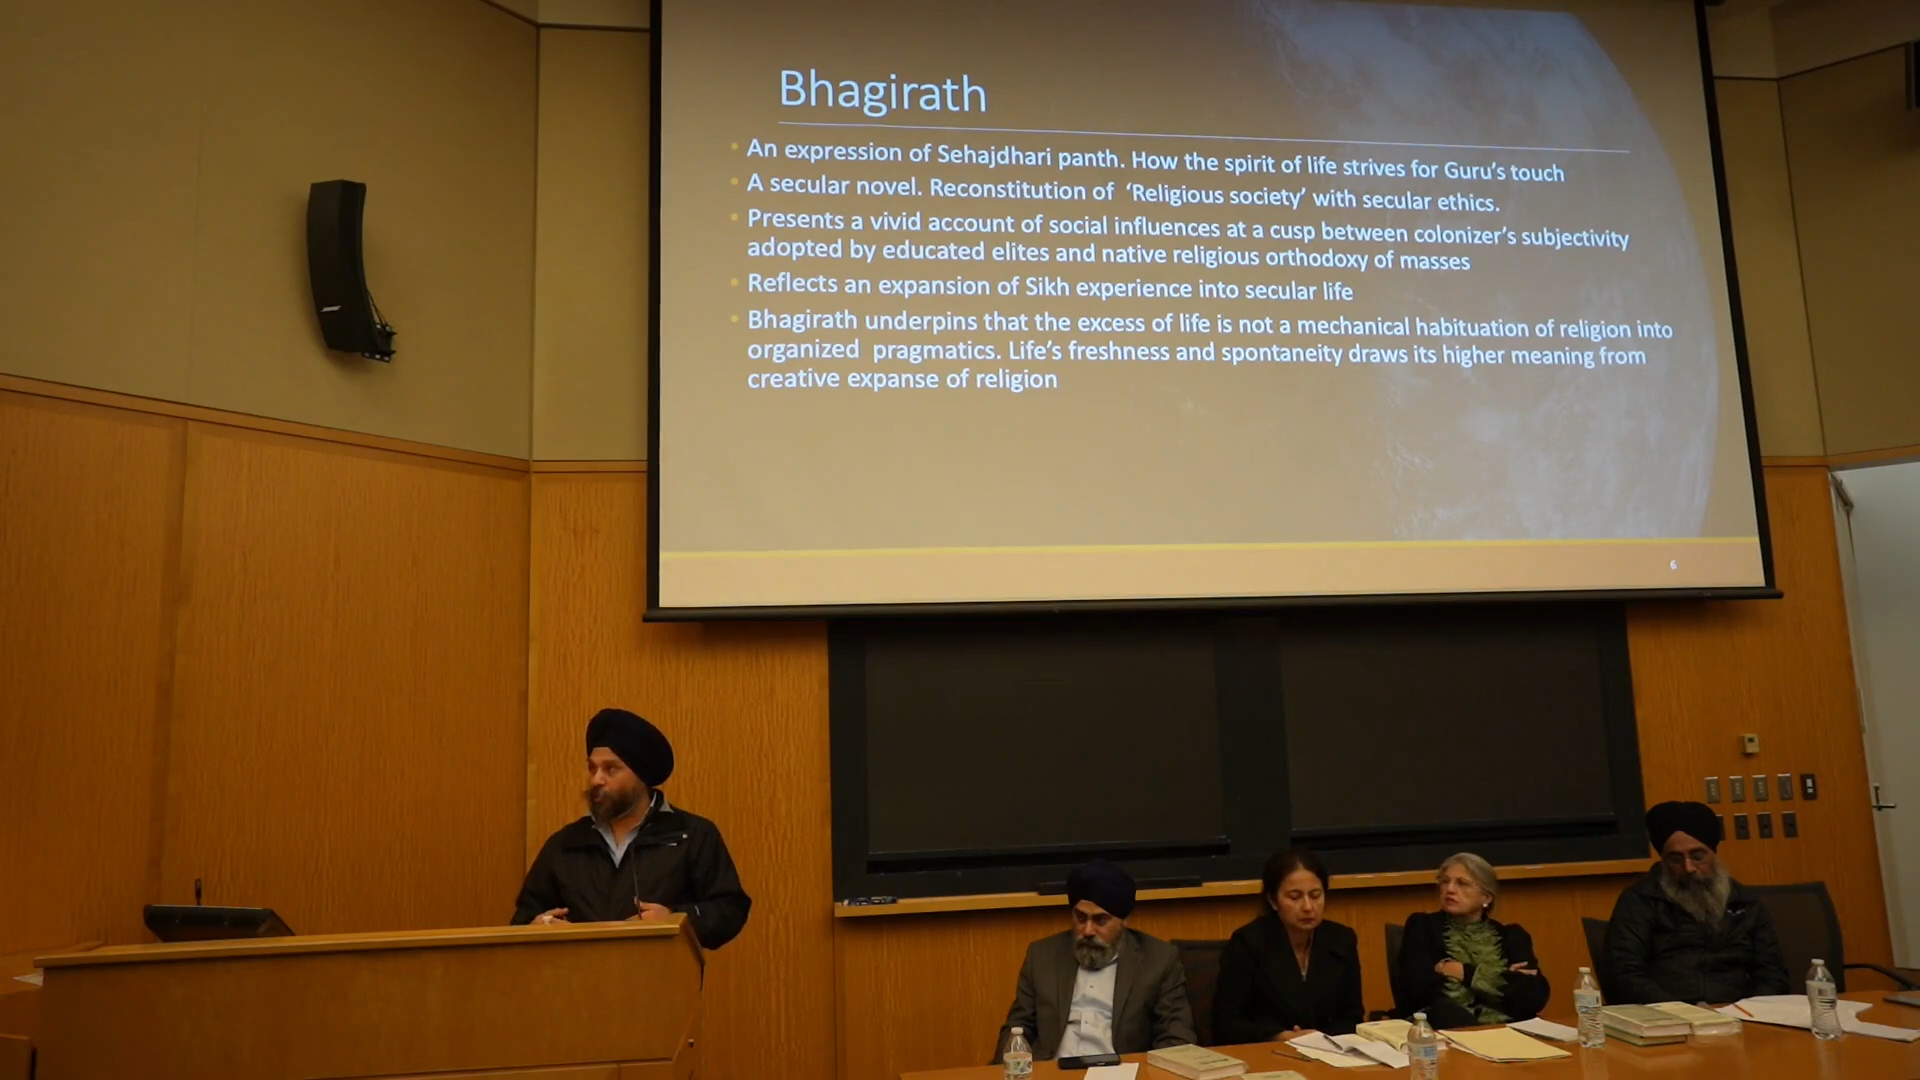 Bhagirath
An expression of Sehajdhari panth. How the spirit of life strives for Guru's touch
A secular novel. Reconstitution of 'Religious society' with secular ethics.
Presents a vivid account of social influences at a cusp between colonizer's subjectivity
adopted by educated elites and native religious orthodoxy of masses
Reflects an expansion of Sikh experience into secular life
Bhagirath underpins that the excess of life is not a mechanical habituation of religion into
organized pragmatics. Life's freshness and spontaneity draws its higher meaning from
creative expanse of religion
6